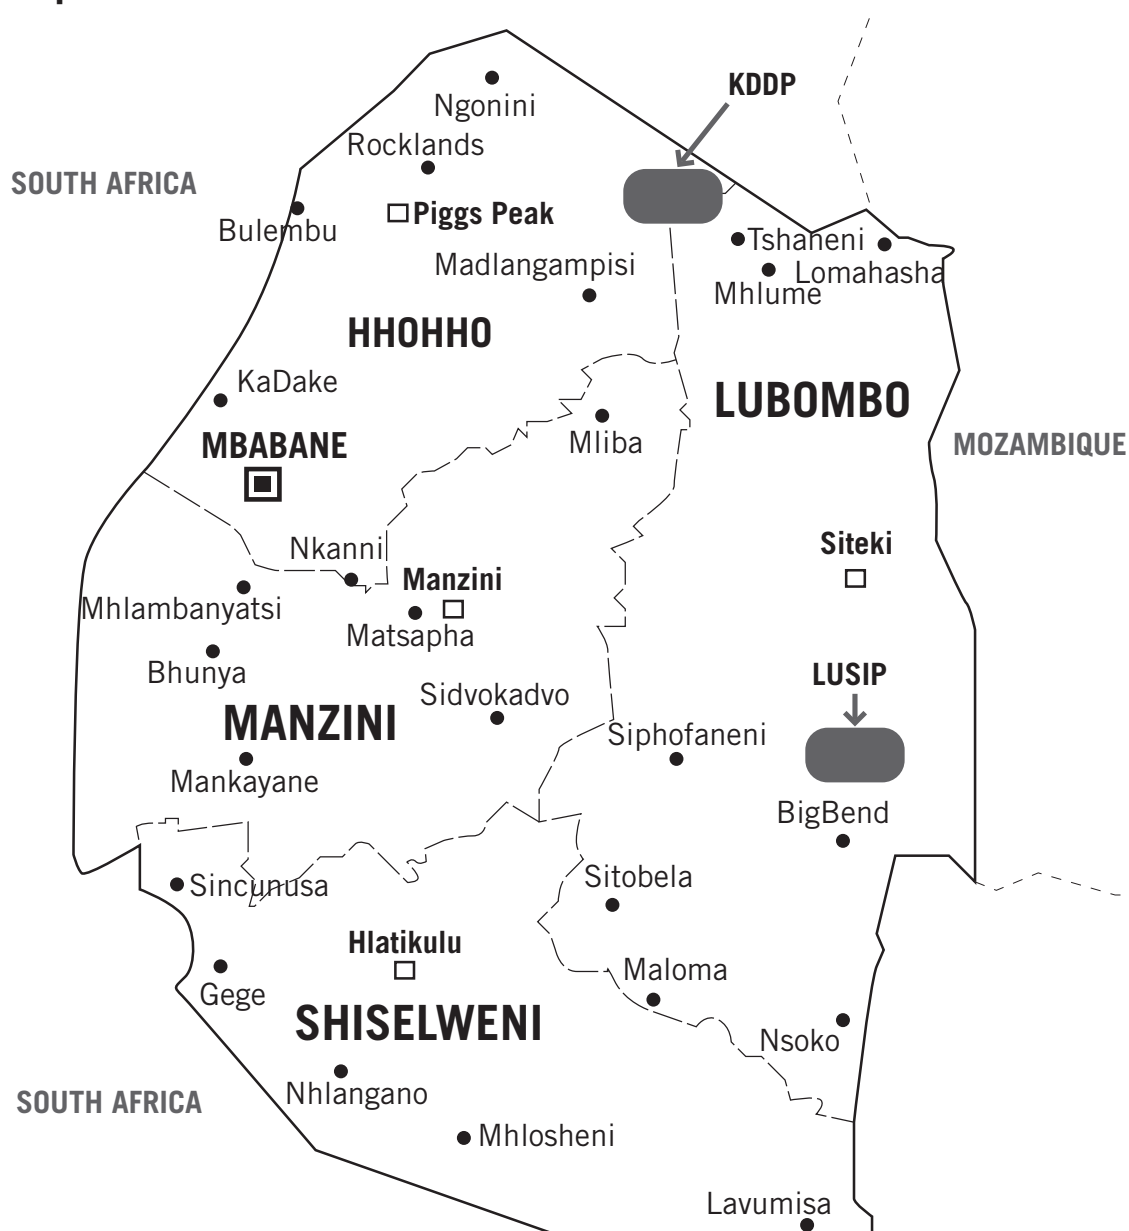 KDDP
Ngonini
Rocklands
SOUTH AFRICA
Piggs Peak
Bulembu
Tshaneni
Madlangampisi
Lomahasha
Mhlume
HHOHHO
KaDake
LUBOMBO
MBABANE
Mliba
MOZAMBIQUE
Siteki
Nkanni
Manzini
Mhlambanyatsi
Matsapha
Bhunya
LUSIP
Sidvokadvo
MANZINI
Siphofaneni
Mankayane
BigBend
Sitobela
Sincunusa
Hlatikulu
Maloma
Gege
SHISELWENI
Nsoko
Nhlangano
SOUTH AFRICA
Mhlosheni
Lavumisa